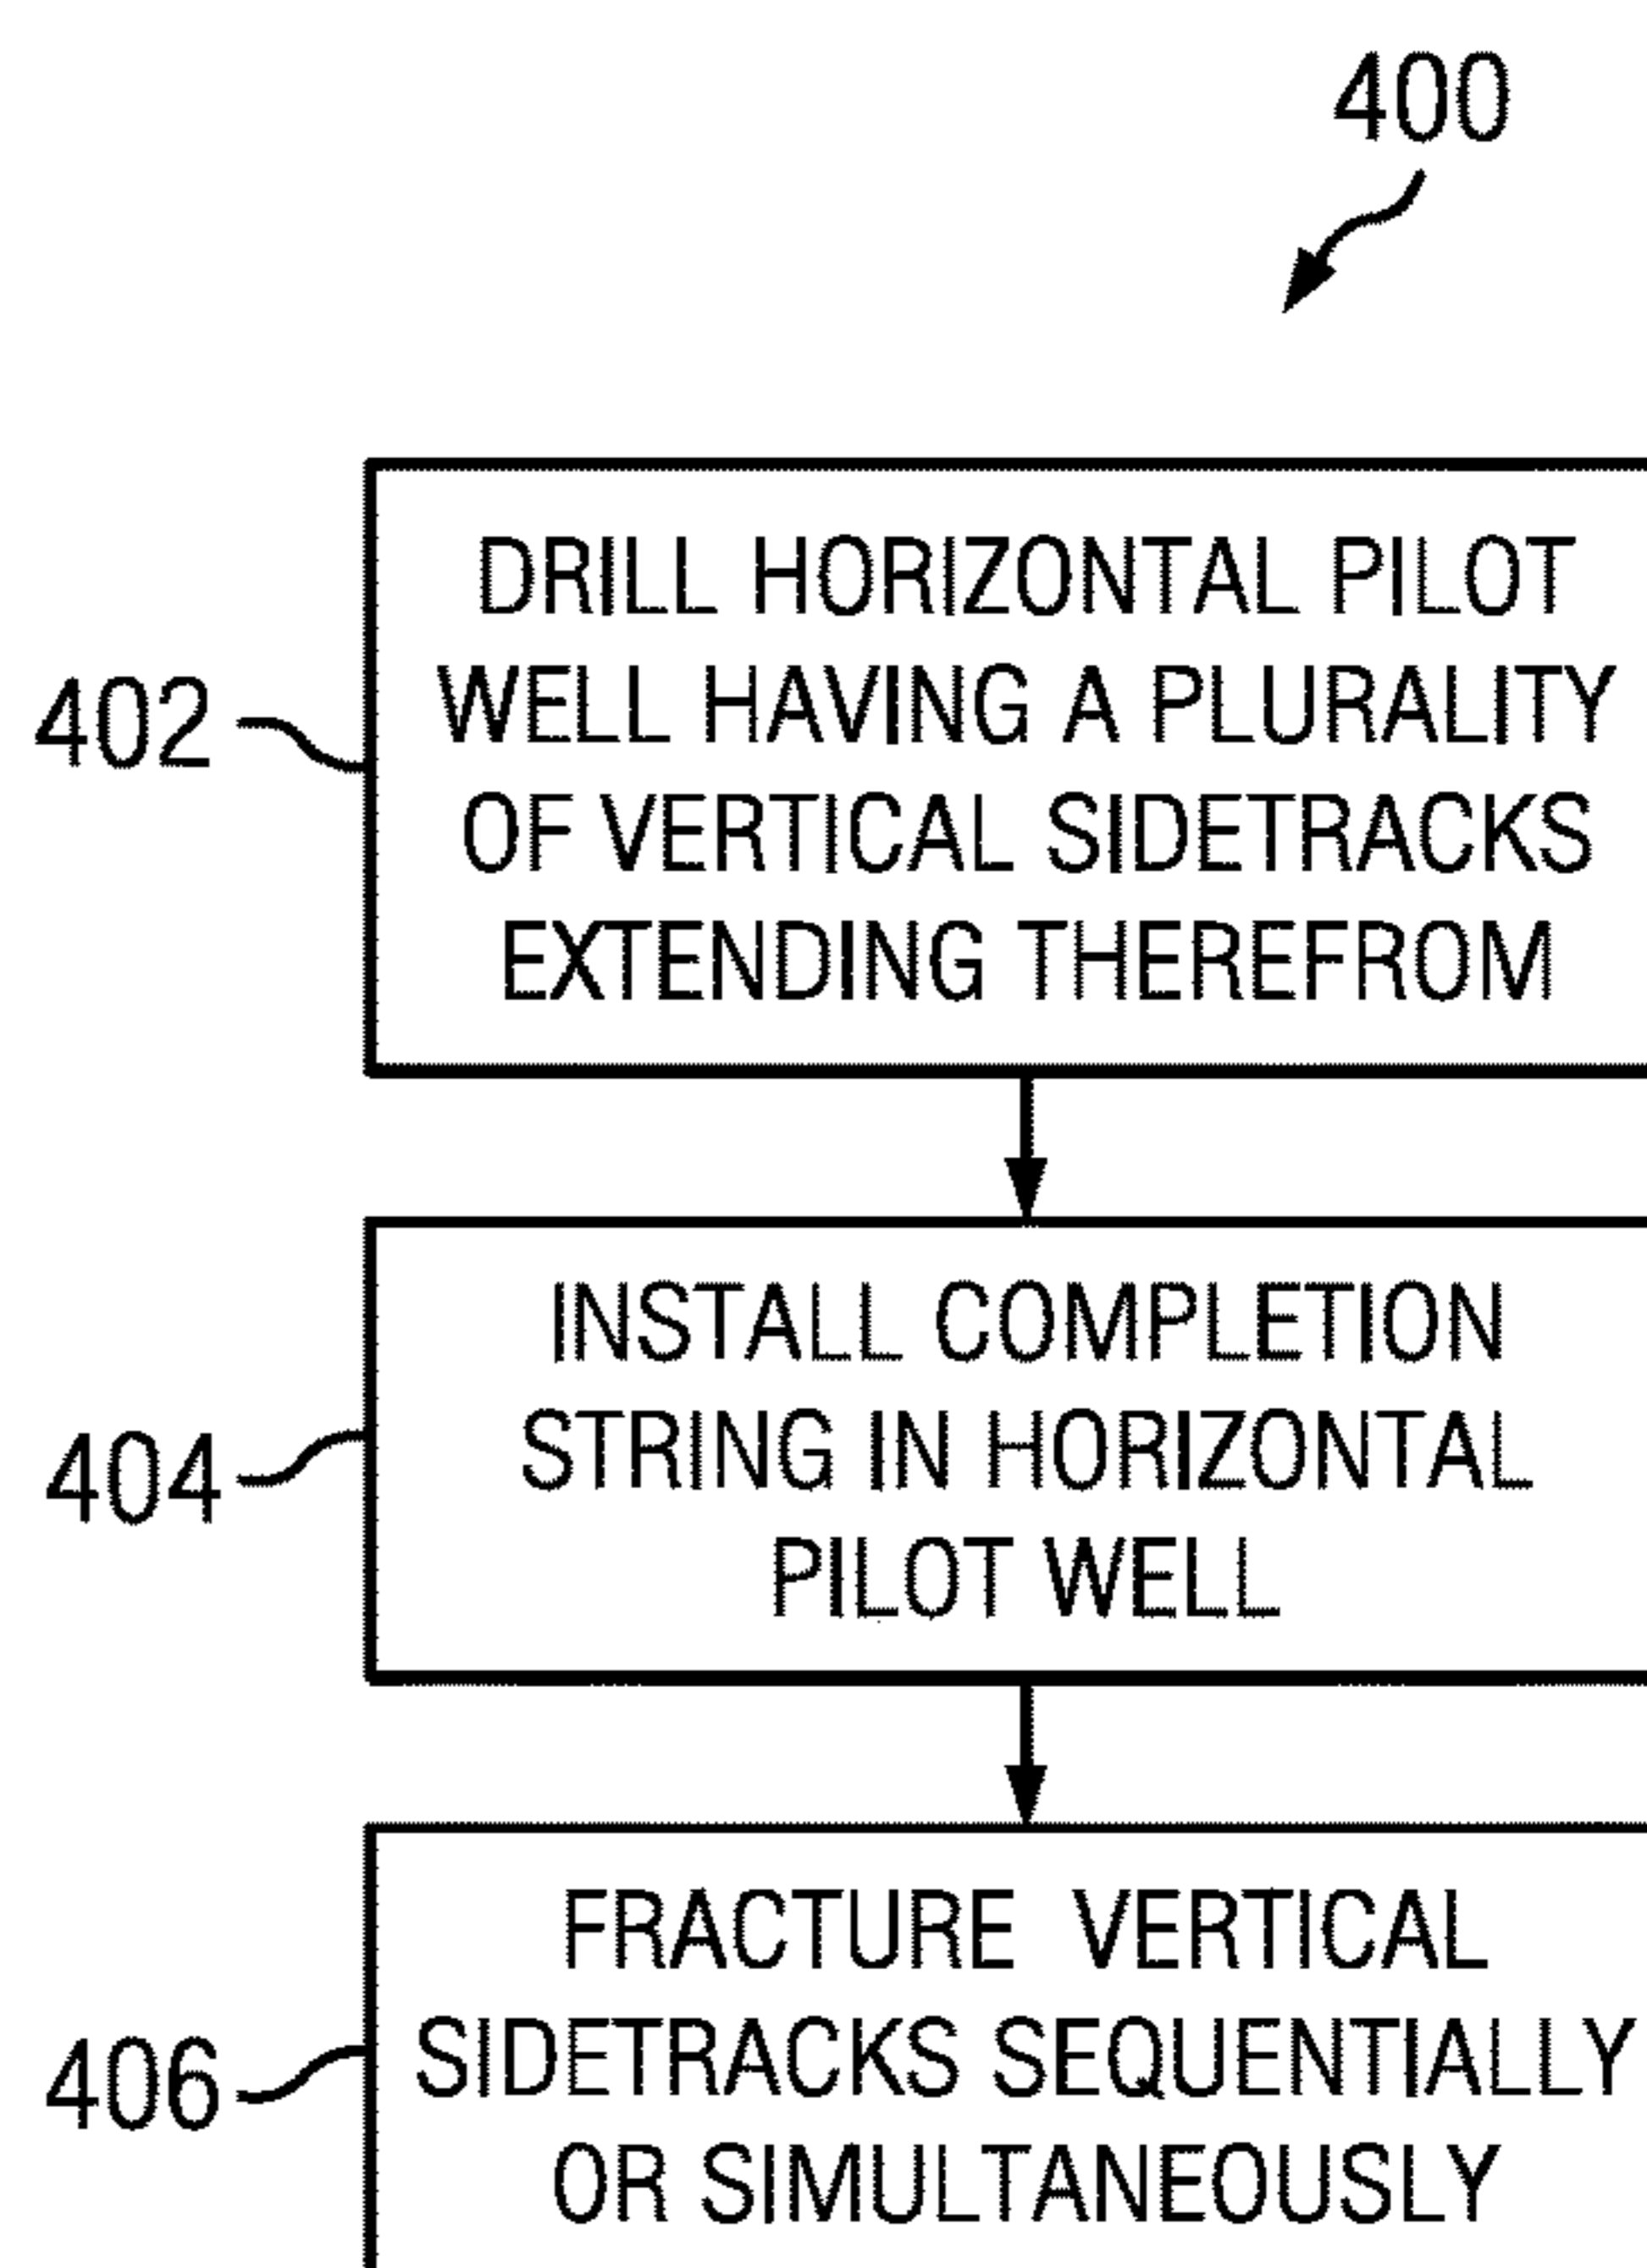 400
402
DRILL HORIZONTAL PILOT
WELL HAVING A PLURALITY
OF VERTICAL SIDETRACKS
EXTENDING THEREFROM
404
INSTALL COMPLETION
STRING IN HORIZONTAL
PILOT WELL
406
FRACTURE VERTICAL
SIDETRACKS SEQUENTIALLY
OR SIMULTANEOUSLY